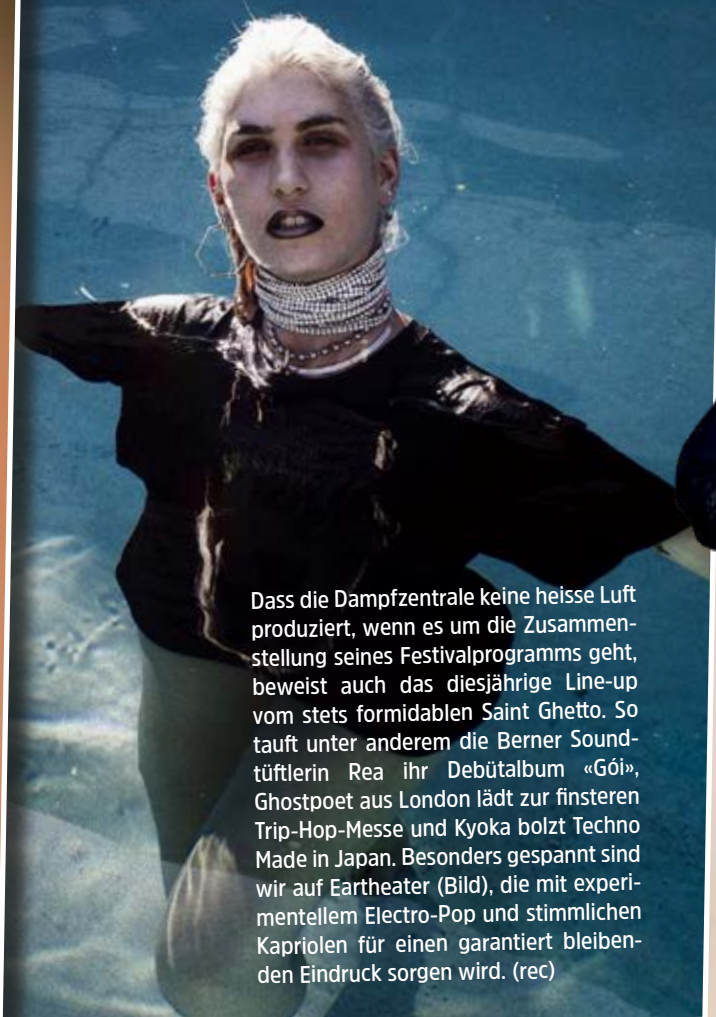 Dass die Dampfzentrale keine heisse Luft
produziert, wenn es um die Zusammen-
stellung seines Festivalprogramms geht,
beweist auch das diesjährige Line-up
vom stets formidablen Saint Ghetto. So
tauft unter anderem die Berner Sound-
tüftlerin Rea ihr Debütalbum «Gói»,
Ghostpoet aus London lädt zur finsteren
Trip-Hop-Messe und Kyoka bolzt Techno
Made in Japan. Besonders gespannt sind
wir auf Eartheater (Bild), die mit experi-
mentellem Electro-Pop und stimmlichen
Kapriolen für einen garantiert bleiben-
den Eindruck sorgen wird. (rec)